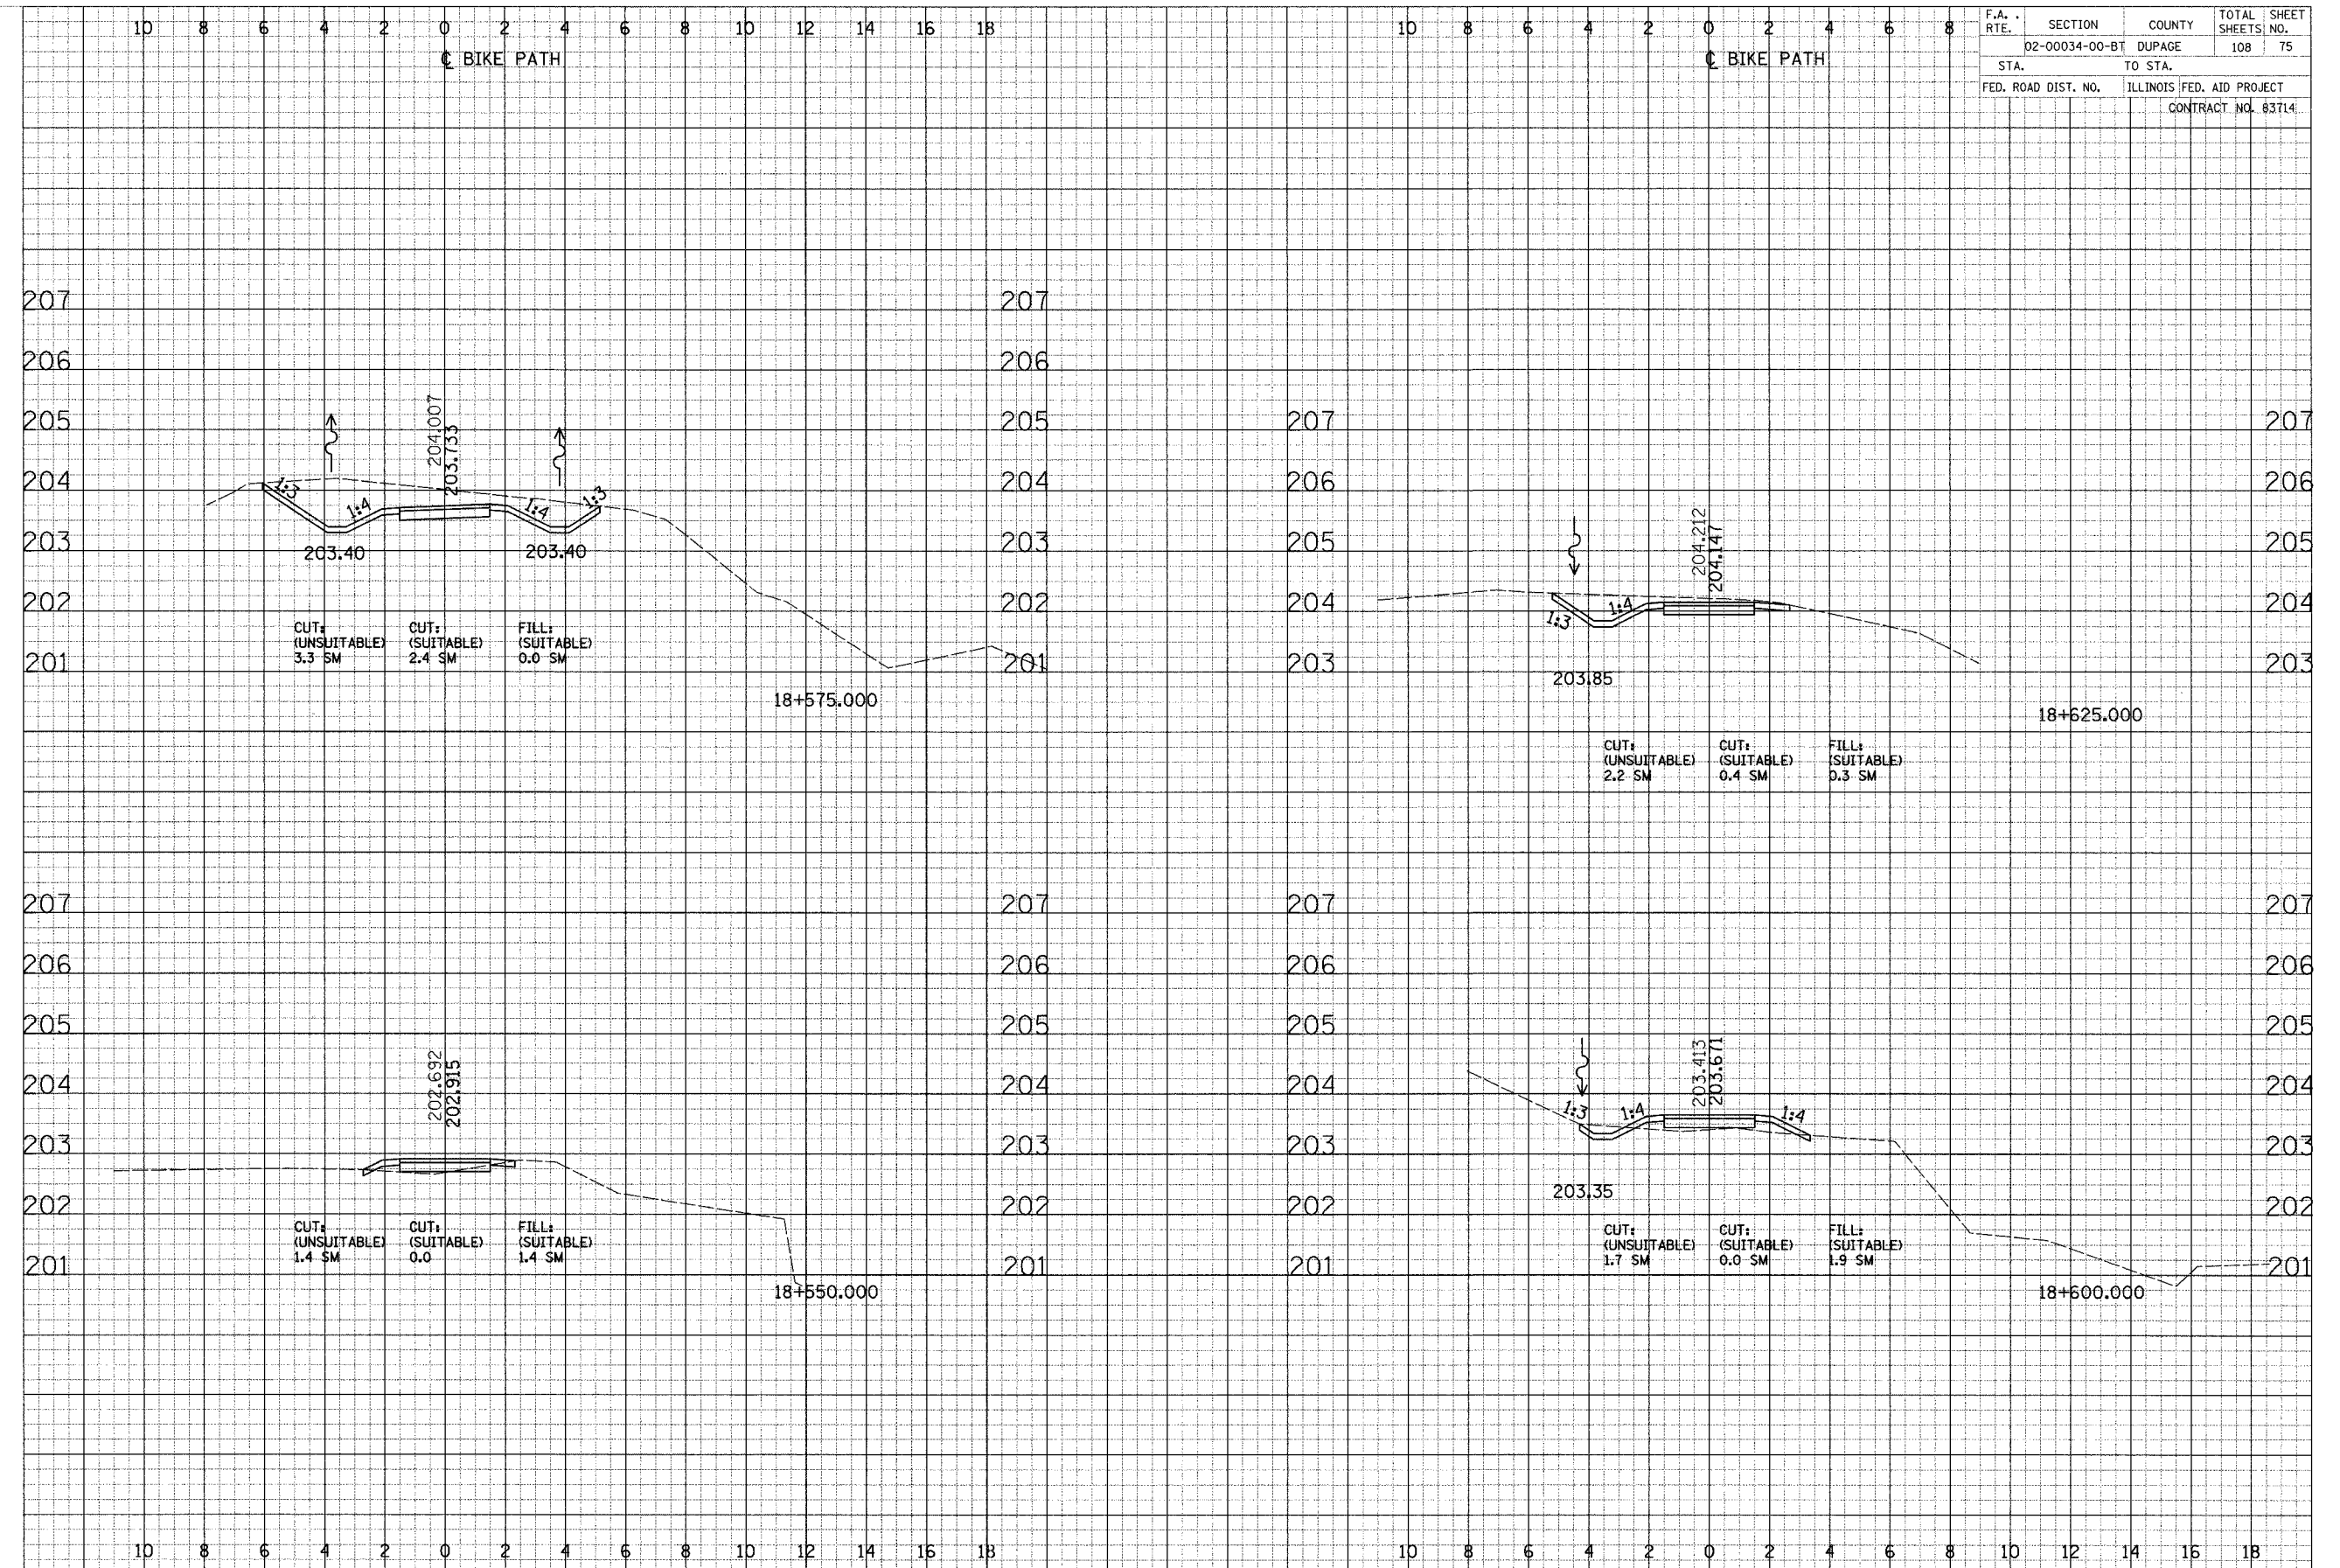 10 8 6 4 2 0 2 4 6 8 10 12 14 16 18 10 8 6 4 2 0 2 4 6 8
℄ BIKE PATH ℄ BIKE PATH
F.A. . RTE. SECTION COUNTY TOTAL SHEETS SHEET NO.
02-00034-00-BT DUPAGE 108 75
STA. TO STA.
FED. ROAD DIST. NO. ILLINOIS FED. AID PROJECT
CONTRACT NO. 83714
207 207
206 206
205 205
204 204
203 203
202 202
201 201
204.007
203.733
1:3 1:4 1:4 1:3
203.40 203.40
CUT: CUT: FILL:
(UNSUITABLE) (SUITABLE) (SUITABLE)
3.3 SM 2.4 SM 0.0 SM
18+575.000
207 207
206 206
205 205
204 204
203 203
204.212
204.147
1:3 1:4
203.85
18+625.000
CUT: CUT: FILL:
(UNSUITABLE) (SUITABLE) (SUITABLE)
2.2 SM 0.4 SM 0.3 SM
207 207
206 206
205 205
204 204
203 203
202 202
201 201
202.692
202.915
CUT: CUT: FILL:
(UNSUITABLE) (SUITABLE) (SUITABLE)
1.4 SM 0.0 1.4 SM
18+550.000
207 207
206 206
205 205
204 204
203 203
202 202
201 201
203.413
203.671
1:3 1:4 1:4
203.35
CUT: CUT: FILL:
(UNSUITABLE) (SUITABLE) (SUITABLE)
1.7 SM 0.0 SM 1.9 SM
18+600.000
10 8 6 4 2 0 2 4 6 8 10 12 14 16 18 10 8 6 4 2 0 2 4 6 8 10 12 14 16 18